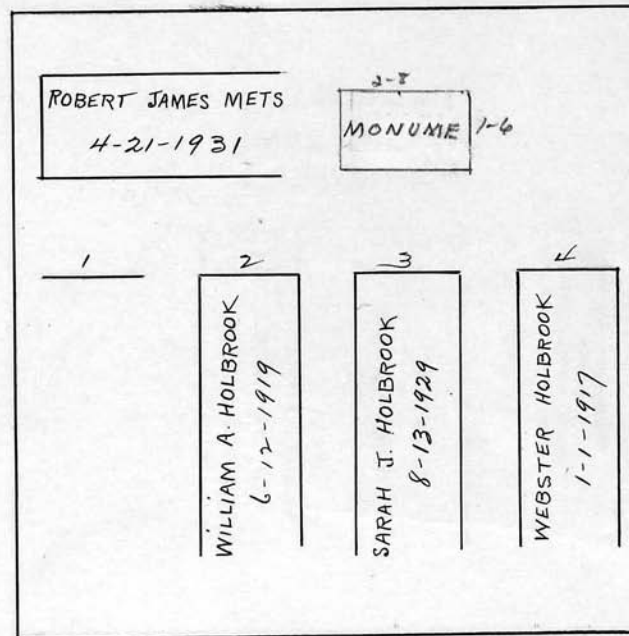 ROBERT JAMES METS
4-21-1931
2-8
MONUME 1-6
1
2
3
4
WILLIAM A. HOLBROOK
6-12-1919
SARAH J. HOLBROOK
8-13-1929
WEBSTER HOLBROOK
1-1-1917